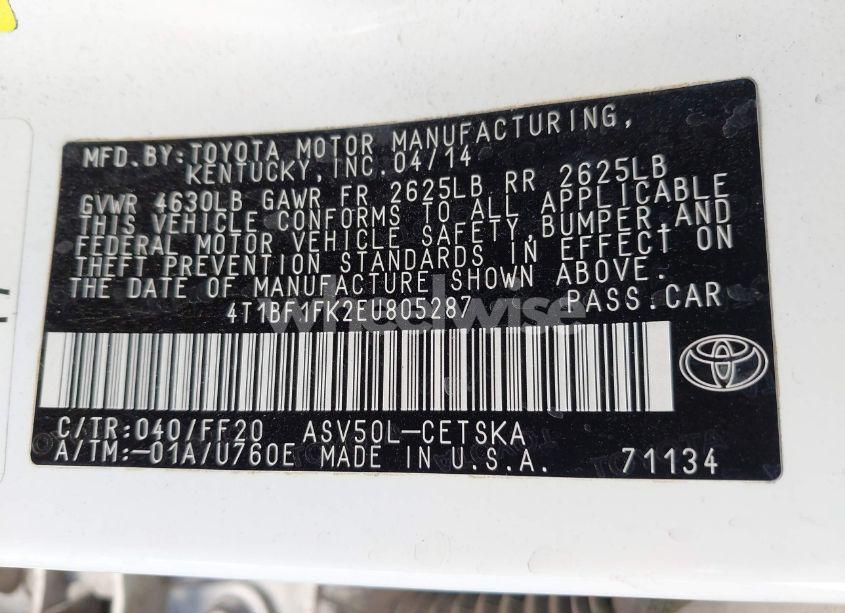 MFD. BY: TOYOTA MOTOR MANUFACTURING,
KENTUCKY, INC. 04/14
GVWR 4630LB GAWR FR 2625LB RR 2625LB
THIS VEHICLE CONFORMS TO ALL APPLICABLE
FEDERAL MOTOR VEHICLE SAFETY, BUMPER, AND
THEFT PREVENTION STANDARDS IN EFFECT ON
THE DATE OF MANUFACTURE SHOWN ABOVE.
4T1BF1FK2EU805287 PASS. CAR
wheelwise
C/TR: 040/FF20 ASV50L-CETSKA
A/TM: -01A/U760E MADE IN U.S.A. 71134